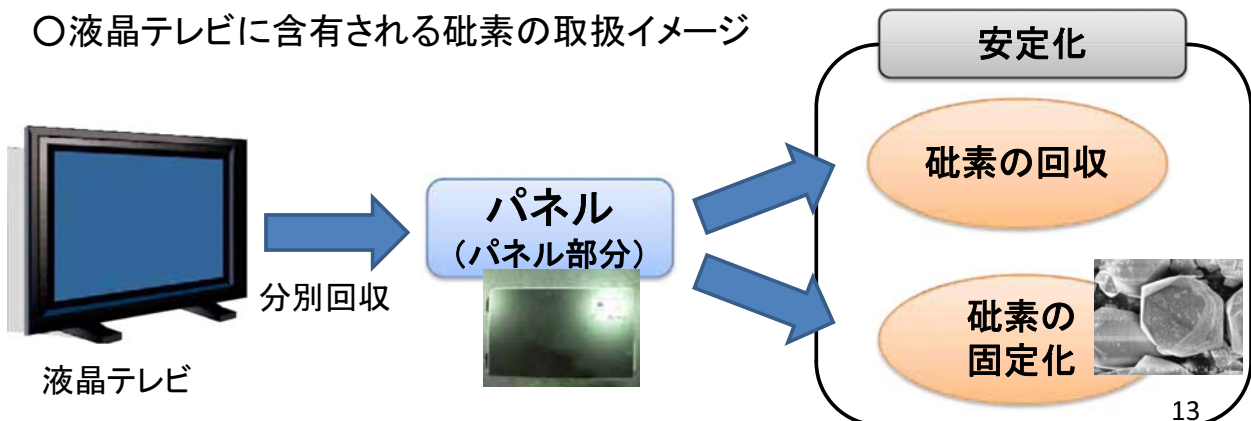 ○液晶テレビに含有される砒素の取扱イメージ
安定化
砒素の回収
パネル
(パネル部分)
分別回収
液晶テレビ
砒素の
固定化
13